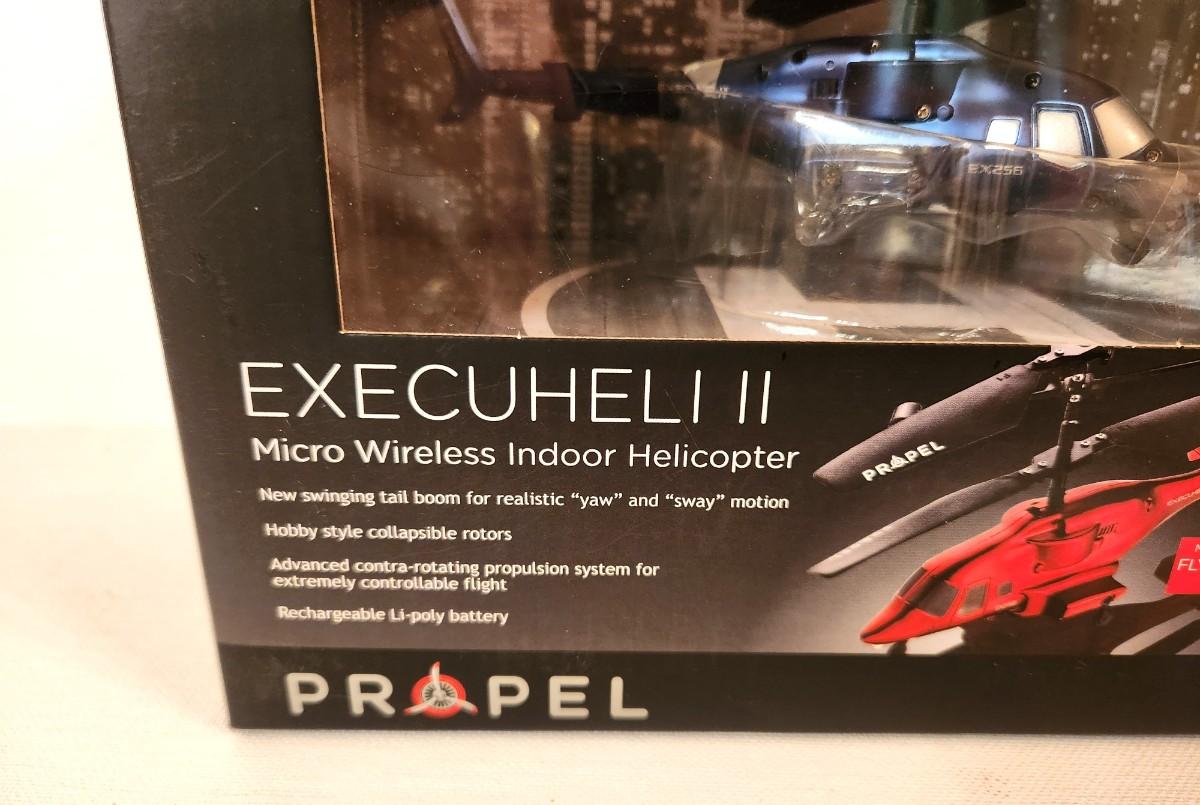 EX256
EXECUHELI II
Micro Wireless Indoor Helicopter
New swinging tail boom for realistic “yaw” and “sway” motion
Hobby style collapsible rotors
Advanced contra-rotating propulsion system for
extremely controllable flight
Rechargeable Li-poly battery
PROPEL
PROPEL